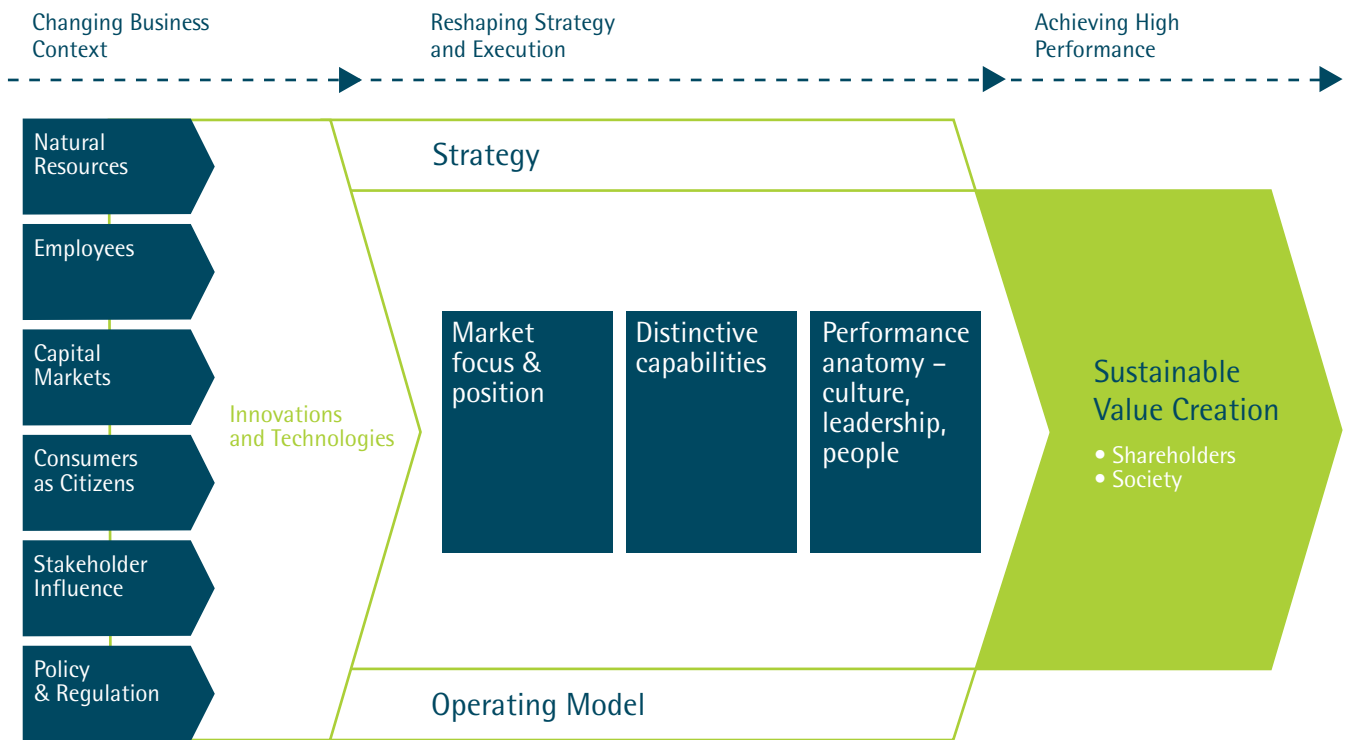 Changing Business
Context
Reshaping Strategy
and Execution
Achieving High
Performance
Natural
Resources
Employees
Capital
Markets
Consumers
as Citizens
Stakeholder
Influence
Policy
& Regulation
Innovations
and Technologies
Strategy
Market
focus &
position
Distinctive
capabilities
Performance
anatomy –
culture,
leadership,
people
Operating Model
Sustainable
Value Creation
• Shareholders
• Society